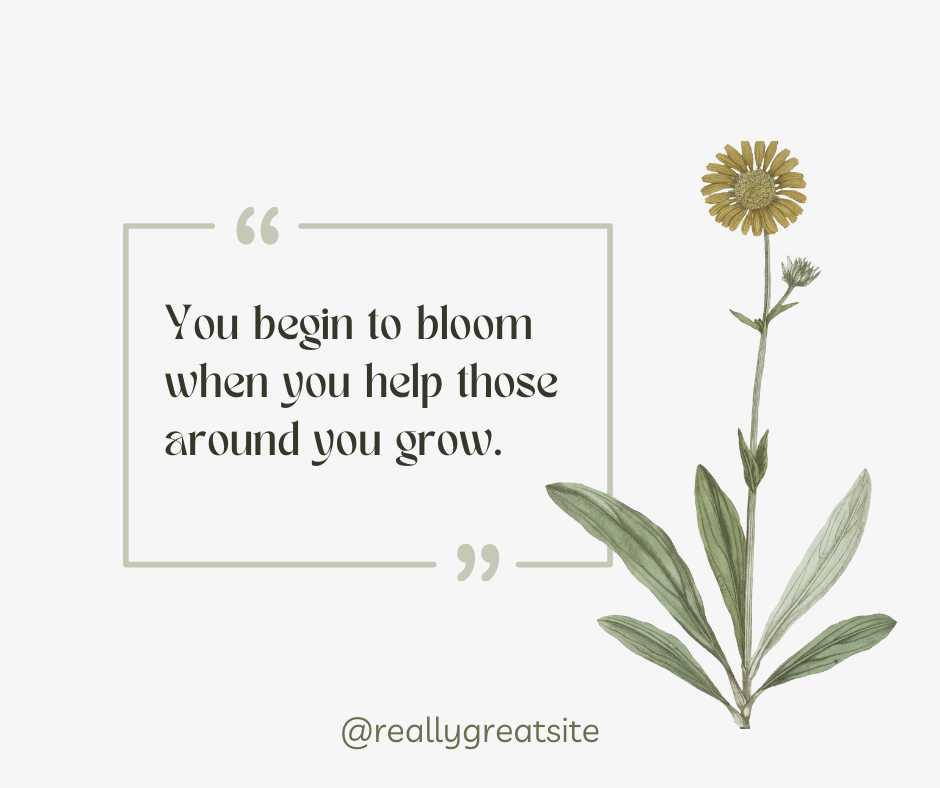 “
You begin to bloom
when you help those
around you grow.
”
@reallygreatsite